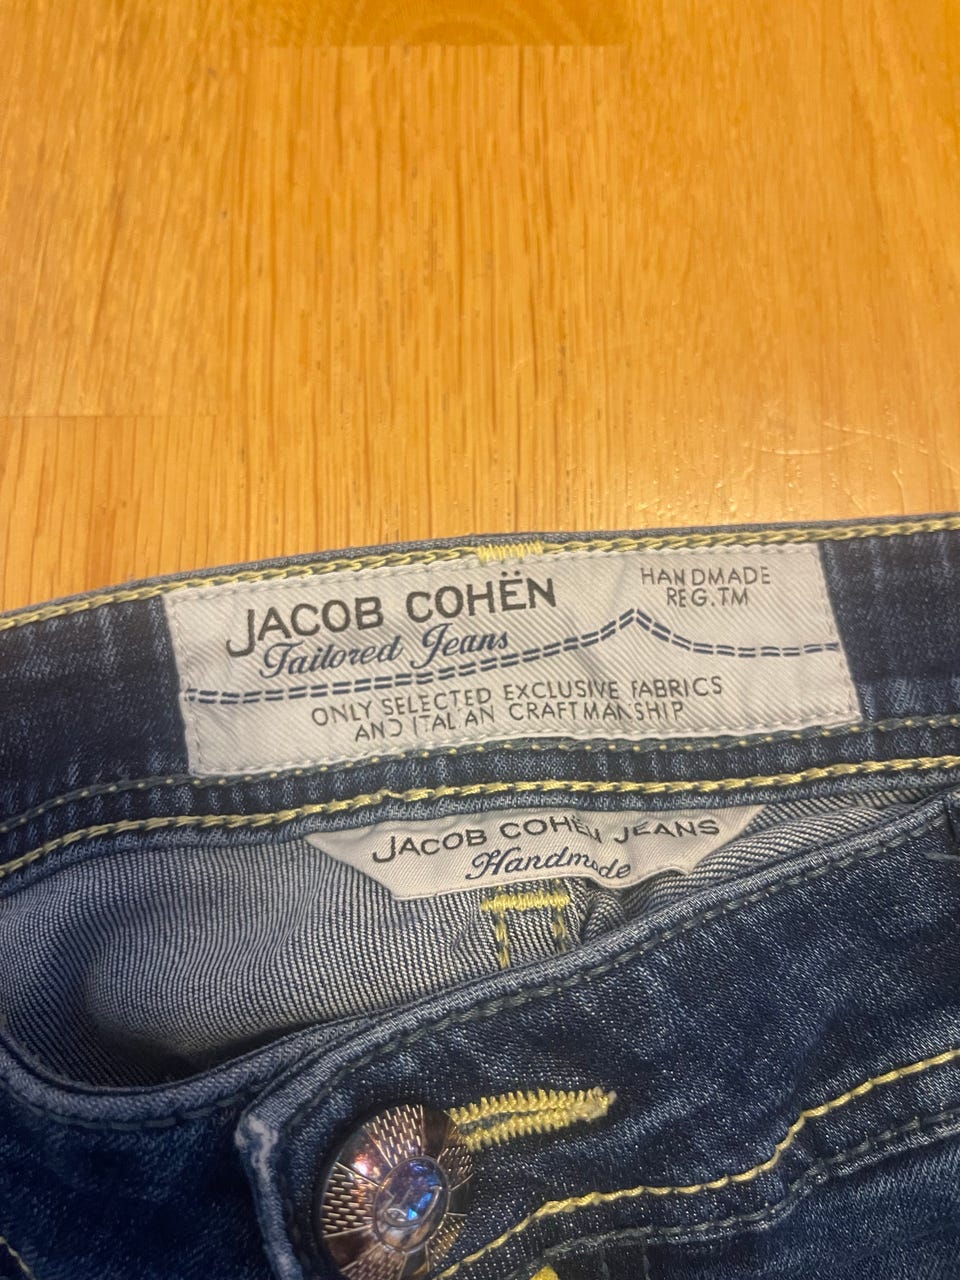 JACOB COHËN
Tailored Jeans
HANDMADE
REG.TM
ONLY SELECTED EXCLUSIVE FABRICS
AND ITALIAN CRAFTMANSHIP
JACOB COHËN JEANS
Handmade